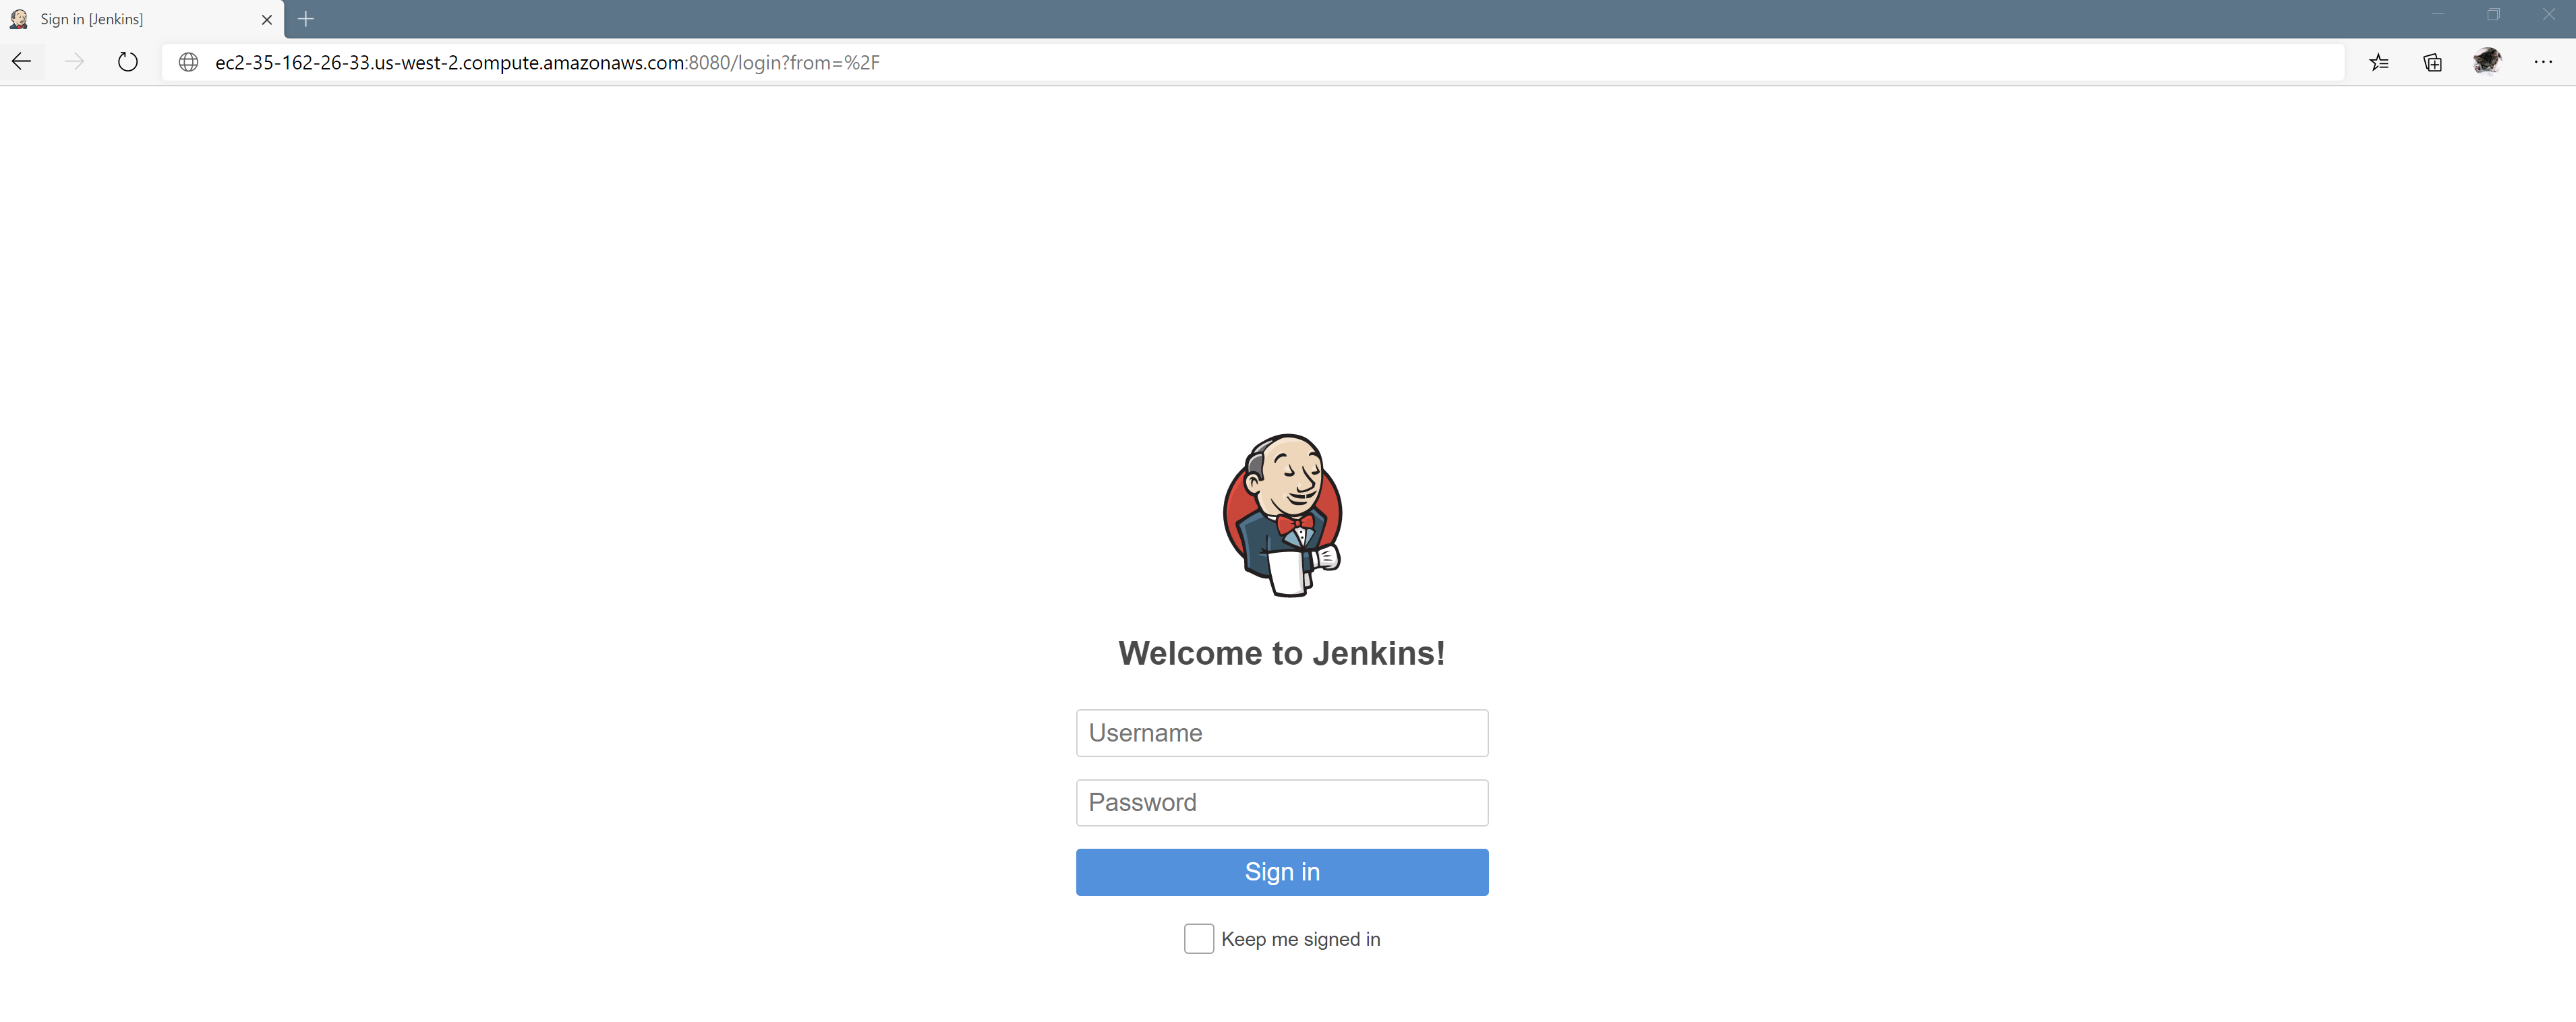 Sign in [Jenkins]
ec2-35-162-26-33.us-west-2.compute.amazonaws.com:8080/login?from=%2F
Welcome to Jenkins!
Username
Password
Sign in
Keep me signed in